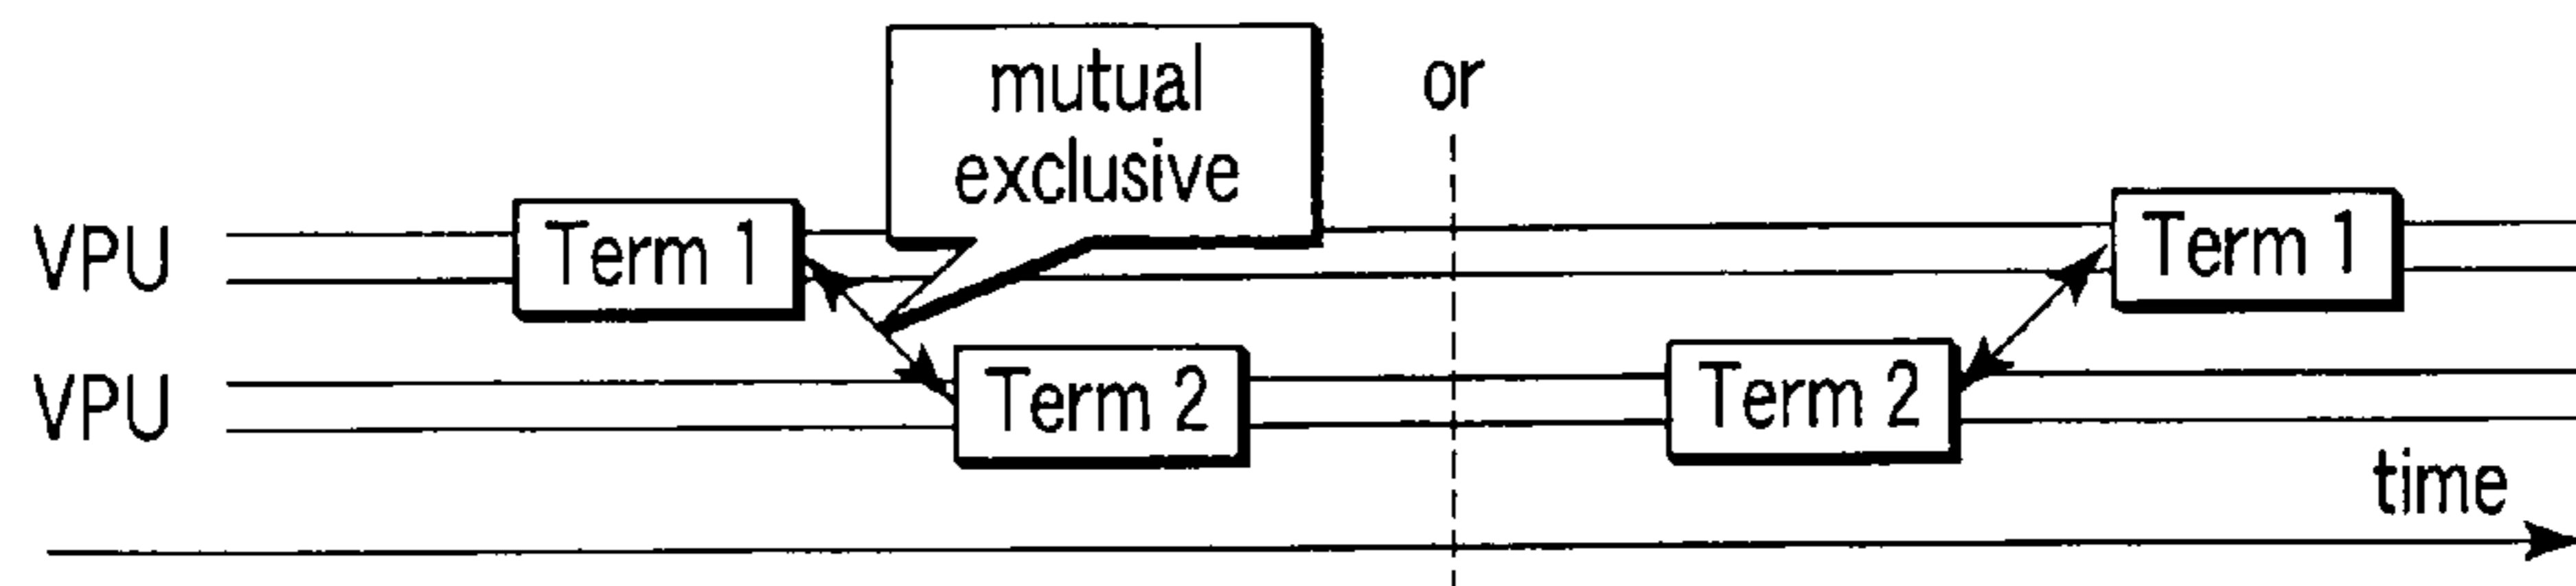 mutual
exclusive
or
VPU
Term 1
Term 1
VPU
Term 2
Term 2
time